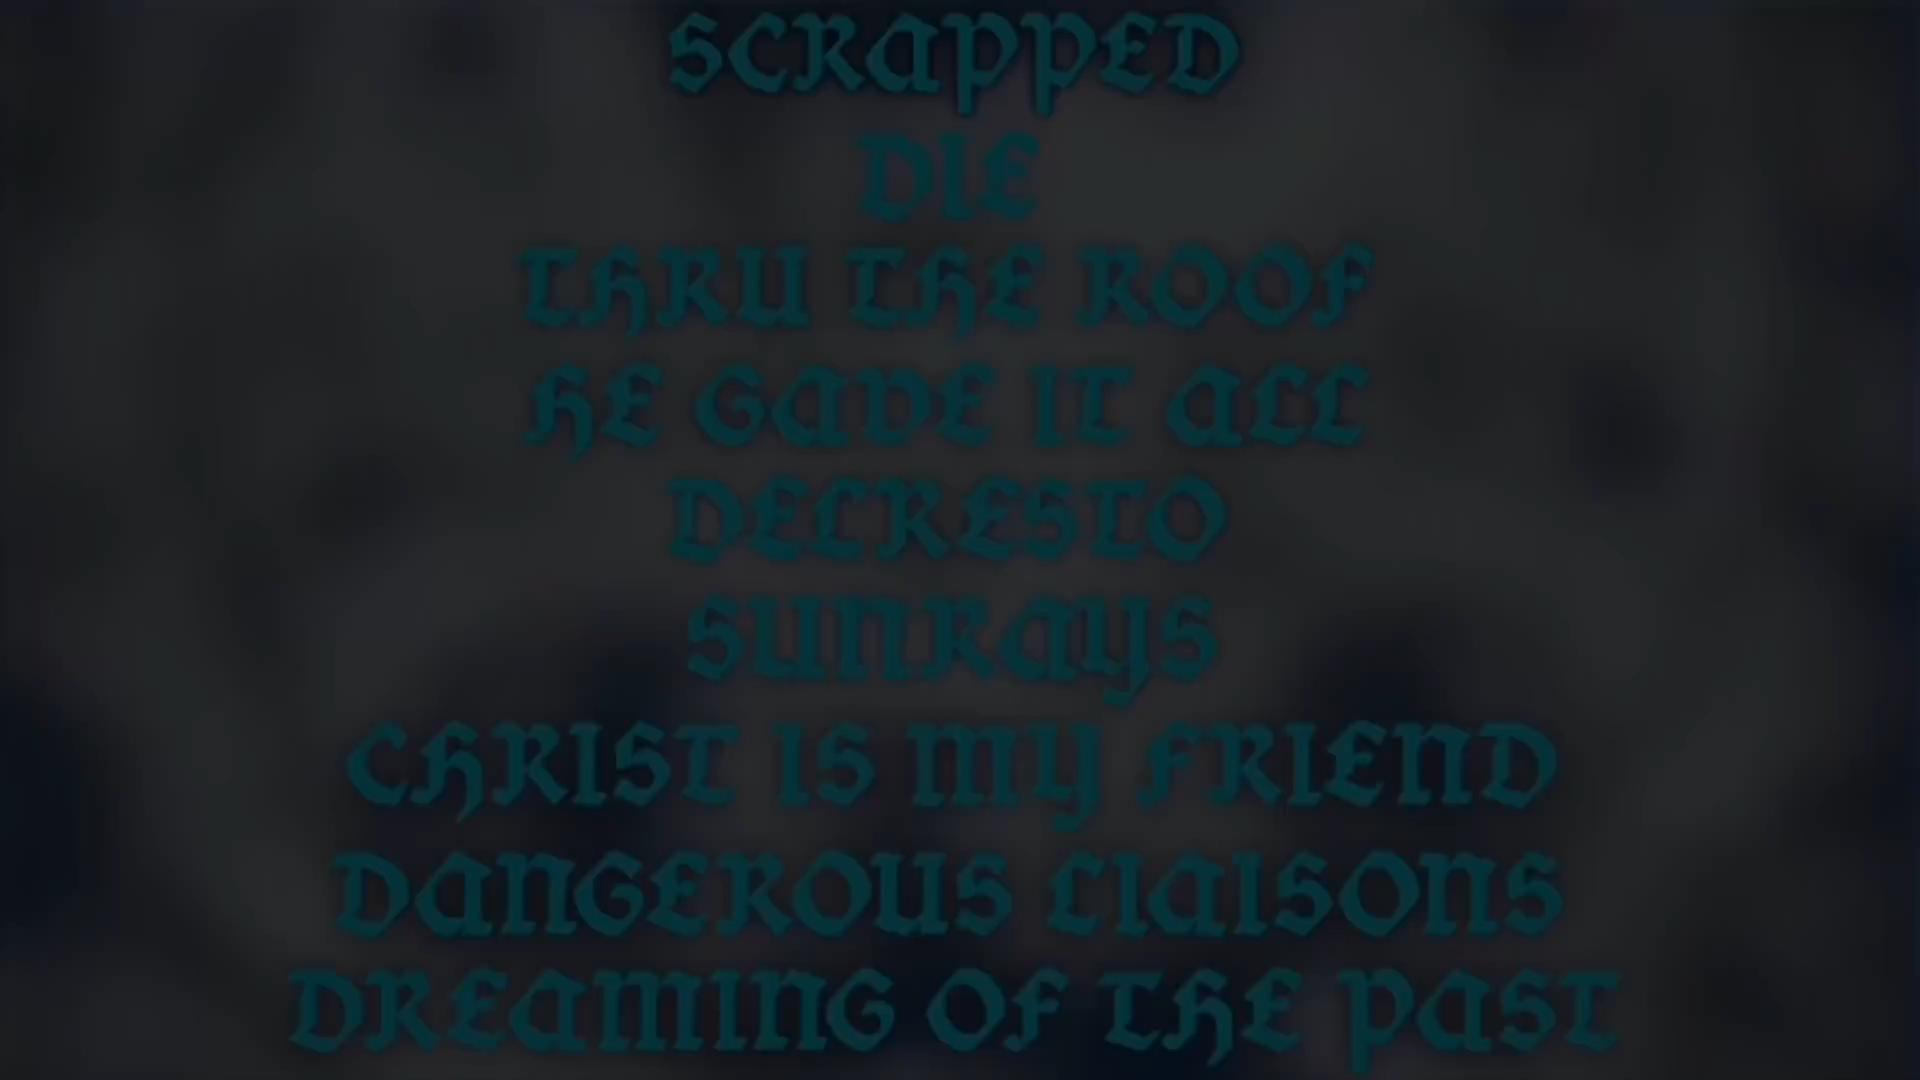 SCRAPPED
DIE
THRU THE ROOF
HE GAVE IT ALL
DELRESTO
SUNRAYS
CHRIST IS MY FRIEND
DANGEROUS LIAISONS
DREAMING OF THE PAST